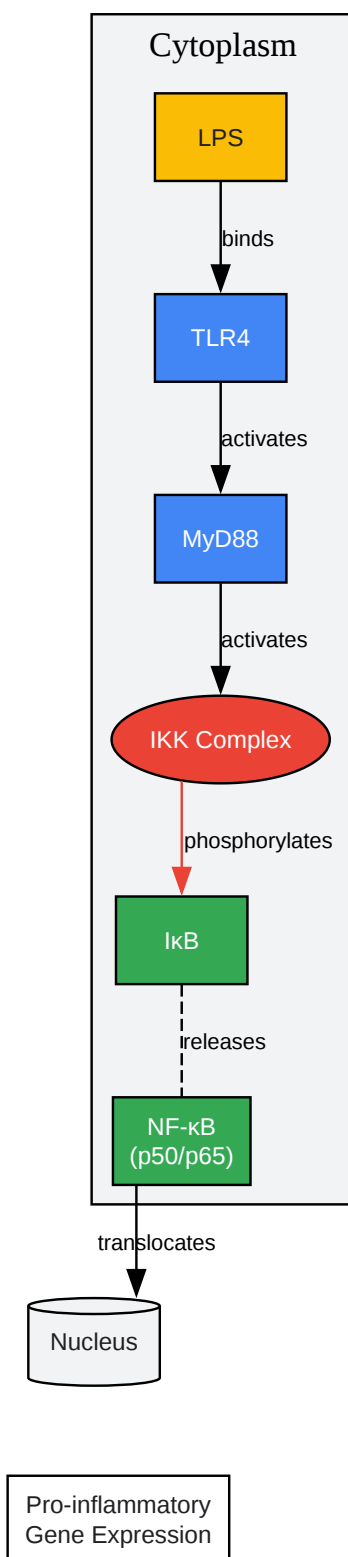 Cytoplasm
LPS
binds
TLR4
activates
MyD88
activates
IKK Complex
phosphorylates
IκB
releases
NF-κB
(p50/p65)
translocates
Nucleus
Pro-inflammatory
Gene Expression